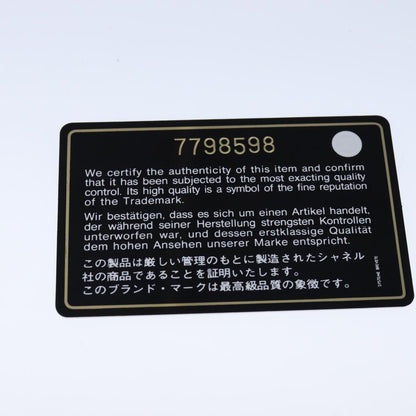 7798598
We certify the authenticity of this item and confirm
that it has been subjected to the most exacting quality
control. Its high quality is a symbol of the fine reputation
of the Trademark.
Wir bestätigen, dass es sich um einen Artikel handelt,
der während seiner Herstellung strengsten Kontrollen
unterworfen war, und dessen erstklassige Qualität
dem hohen Ansehen unserer Marke entspricht.
この製品は厳しい管理のもとに製造されたシャネル
社の商品であることを証明いたします。
このブランド・マークは最高級品質の象徴です。